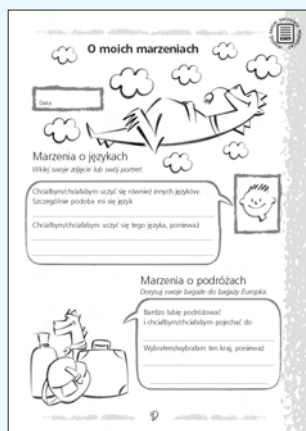 O moich marzeniach
Data
Marzenia o językach
Wklej swoje zdjęcie lub swój portret.
Chciałbym/chciałabym uczyć się również innych języków.
Szczególnie podoba mi się język
Chciałbym/chciałabym uczyć się tego języka, ponieważ
Marzenia o podróżach
Dorysuj swoje bagaże do bagaży Europka.
Bardzo lubię podróżować
i chciałbym/chciałabym pojechać do
Wybrałem/wybrałam ten kraj, ponieważ
9